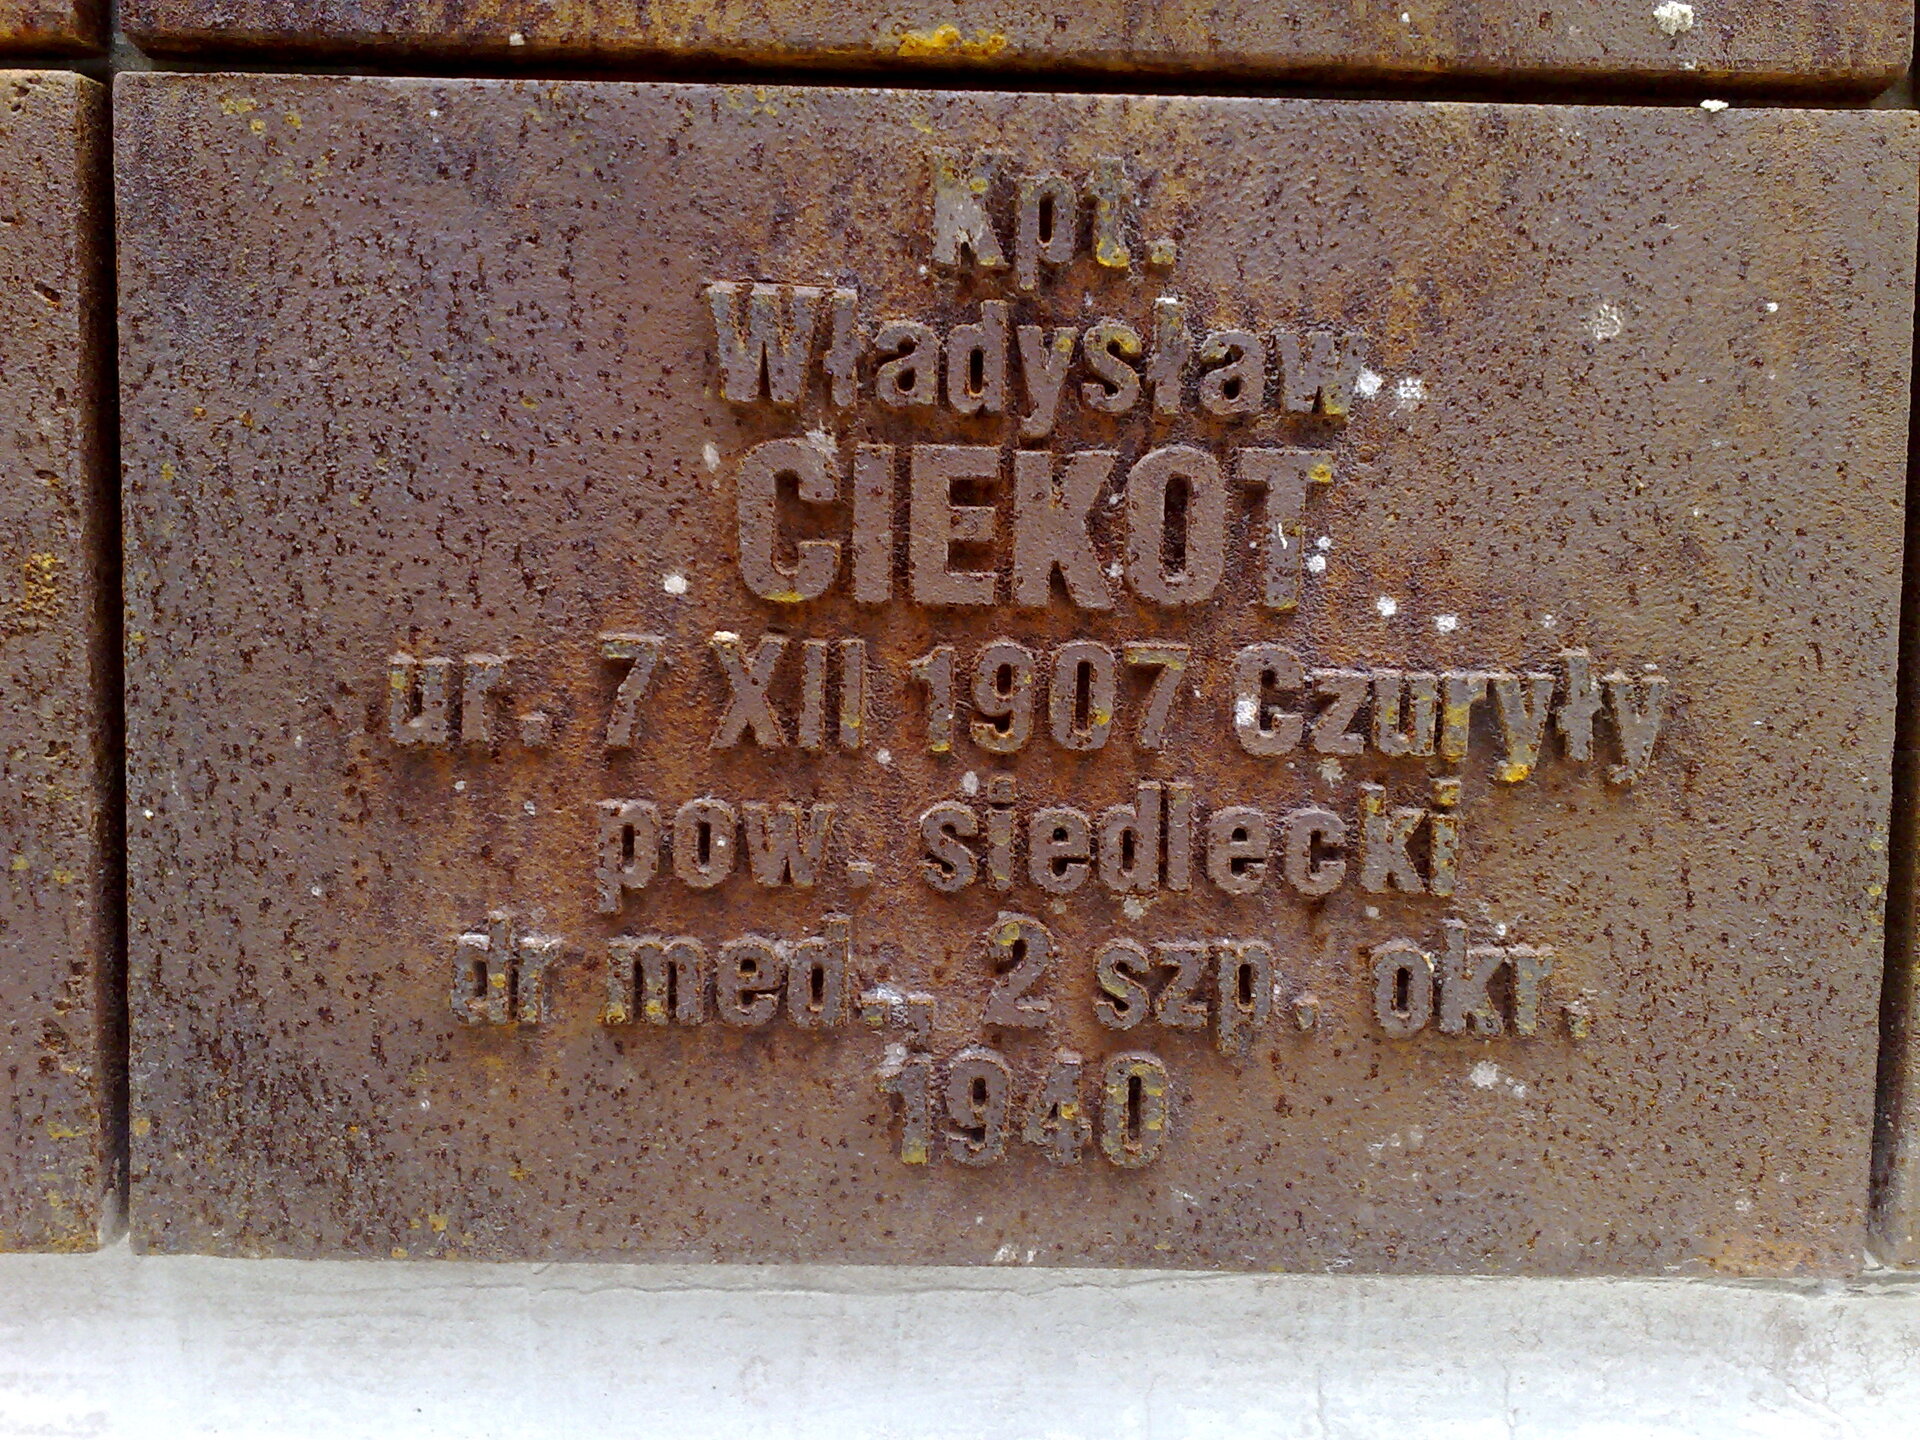 Kpt.
Władysław
CIEKOT
ur. 7 XII 1907 Czuryły
pow. siedlecki
dr med., 2 szp. okr.
1940